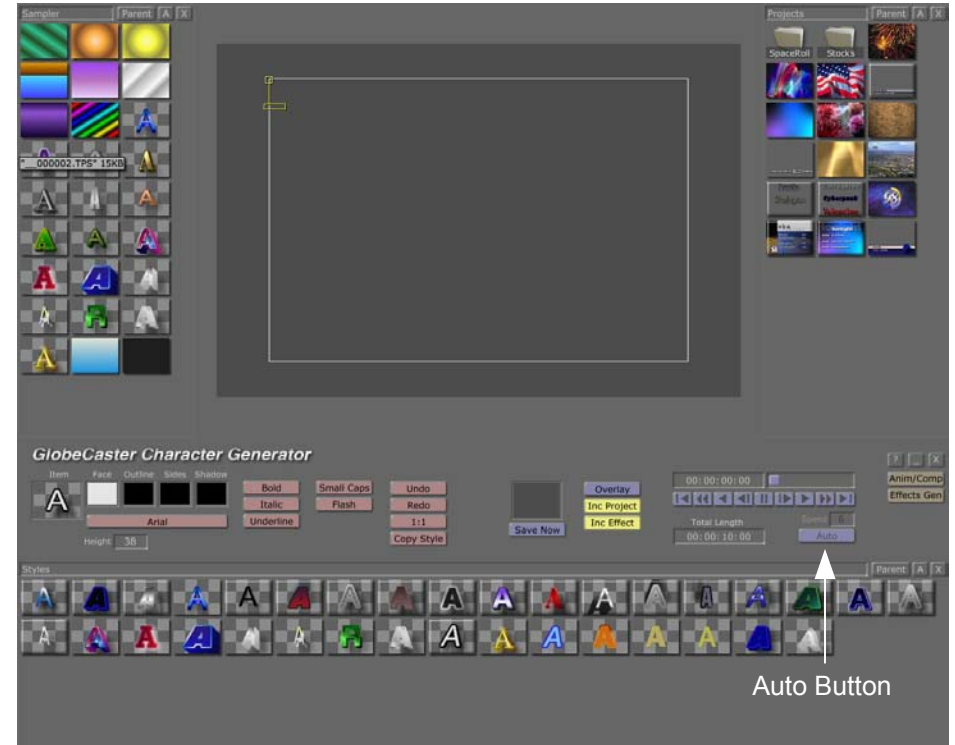 Sampler Parent A X
Projects Parent A X
SpaceRoll Stocks
"__000002.TPS" 15KB
GlobeCaster Character Generator
? _ X
Item Face Outline Sides Shadow
Arial
Height 38
Bold Small Caps Undo
Italic Flash Redo
Underline 1:1
Copy Style
Save Now
Overlay
Inc Project
Inc Effect
00:00:00:00
Total Length
00:00:10:00
Speed 6
Auto
Anim/Comp
Effects Gen
Styles Parent A X
Auto Button